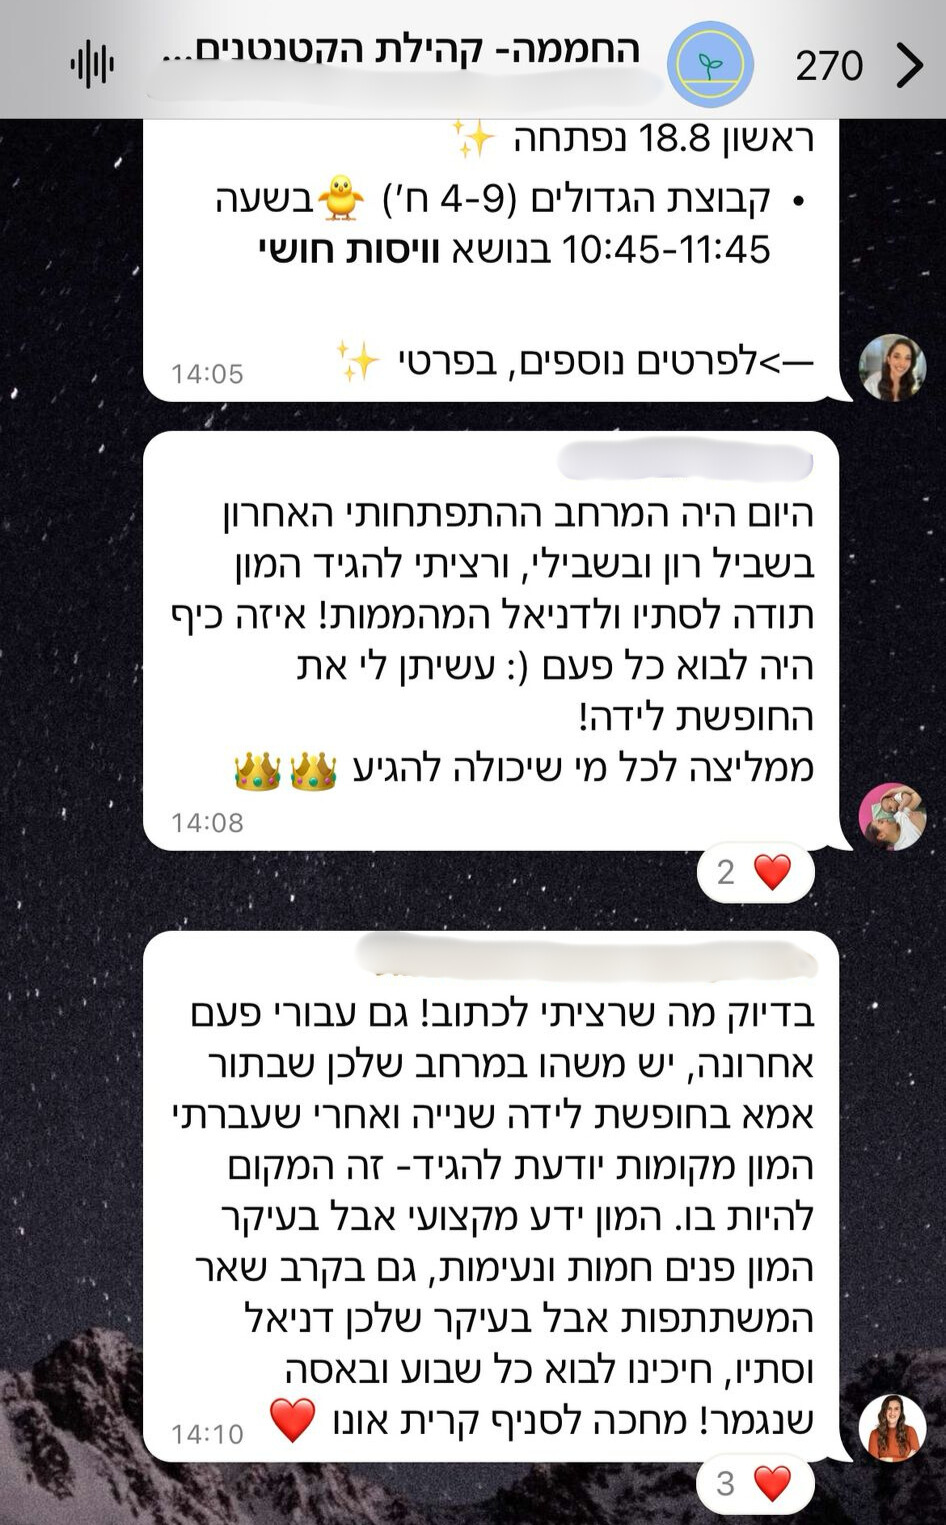 החממה- קהילת הקטנטנים...
270
ראשון 18.8 נפתחה ✨
• קבוצת הגדולים (4-9 ח') 🐥בשעה
10:45-11:45 בנושא וויסות חושי
—>לפרטים נוספים, בפרטי ✨
14:05
היום היה המרחב ההתפתחותי האחרון
בשביל רון ובשבילי, ורציתי להגיד המון
תודה לסתיו ולדניאל המהממות! איזה כיף
היה לבוא כל פעם (: עשיתן לי את
החופשת לידה!
ממליצה לכל מי שיכולה להגיע 👑👑
14:08
❤️ 2
בדיוק מה שרציתי לכתוב! גם עבורי פעם
אחרונה, יש משהו במרחב שלכן שבתור
אמא בחופשת לידה שנייה ואחרי שעברתי
המון מקומות יודעת להגיד- זה המקום
להיות בו. המון ידע מקצועי אבל בעיקר
המון פנים חמות ונעימות, גם בקרב שאר
המשתתפות אבל בעיקר שלכן דניאל
וסתיו, חיכינו לבוא כל שבוע ובאסה
שנגמר! מחכה לסניף קרית אונו ❤️
14:10
❤️ 3